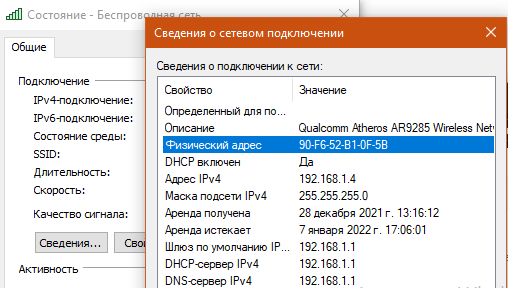 Состояние - Беспроводная сеть
Общие
Подключение
IPv4-подключение:
IPv6-подключение:
Состояние среды:
SSID:
Длительность:
Скорость:
Качество сигнала:
Сведения...
Активность
Сведения о сетевом подключении
Сведения о подключении к сети:
Свойство Значение
Определенный для по...
Описание Qualcomm Atheros AR9285 Wireless
Физический адрес 90-F6-52-B1-0F-5B
DHCP включен Да
Адрес IPv4 192.168.1.4
Маска подсети IPv4 255.255.255.0
Аренда получена 28 декабря 2021 г. 13:16:12
Аренда истекает 7 января 2022 г. 17:06:01
Шлюз по умолчанию IP... 192.168.1.1
DHCP-сервер IPv4 192.168.1.1
DNS-сервер IPv4 192.168.1.1